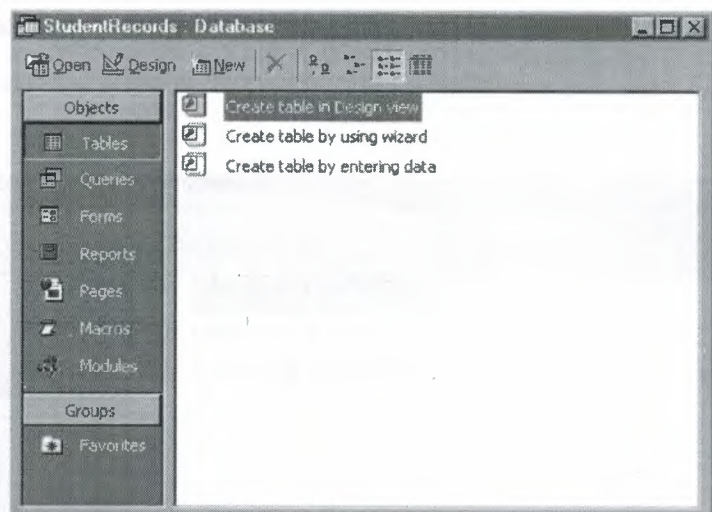 StudentRecords : Database
Open Design New
Objects
Tables
Queries
Forms
Reports
Pages
Macros
Modules
Groups
Favorites
Create table in Design view
Create table by using wizard
Create table by entering data